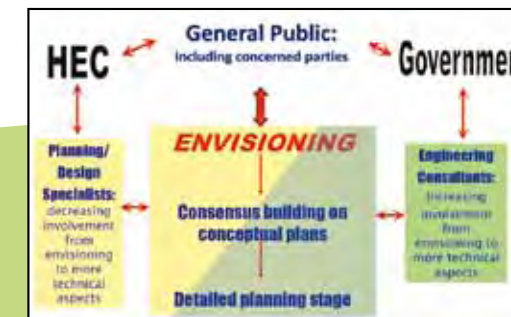 General Public:
including concerned parties
HEC
Governmen
ENVISIONING
Planning/
Design
Specialists:
decreasing
involvement
from
envisioning
to more
technical
aspects
Consensus building on
conceptual plans
Detailed planning stage
Engineering
Consultants:
Increasing
involvement
from
envisioning to
more technical
aspects